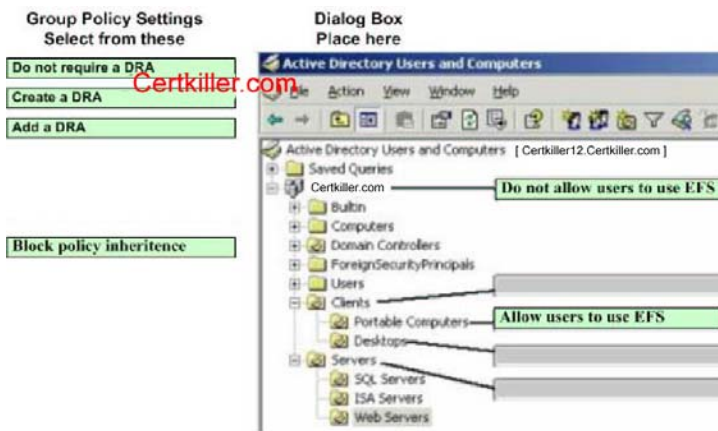 Group Policy Settings
Select from these
Dialog Box
Place here
Do not require a DRA
Create a DRA
Add a DRA
Block policy inheritence
Certkiller.com
Active Directory Users and Computers
File Action View Window Help
Active Directory Users and Computers [ Certkiller12.Certkiller.com ]
Saved Queries
Certkiller.com
Do not allow users to use EFS
Builtin
Computers
Domain Controllers
ForeignSecurityPrincipals
Users
Clients
Portable Computers
Allow users to use EFS
Desktops
Servers
SQL Servers
ISA Servers
Web Servers